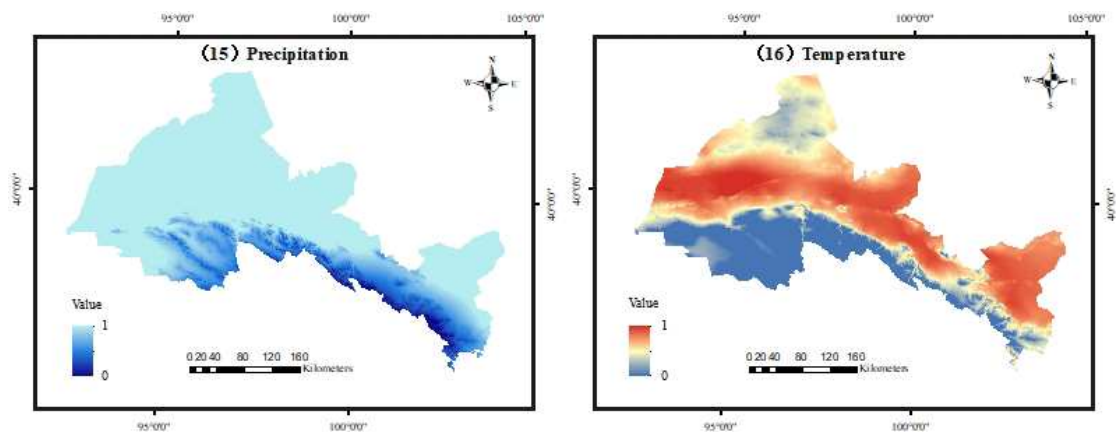 95°0'0" 100°0'0" 105°0'0"
(15) Precipitation
N
W E
S
40°0'0"
40°0'0"
Value
1
0
0 20 40 80 120 160
Kilometers
95°0'0" 100°0'0"
95°0'0" 100°0'0" 105°0'0"
(16) Temperature
N
W E
S
40°0'0"
40°0'0"
Value
1
0
0 20 40 80 120 160
Kilometers
95°0'0" 100°0'0"